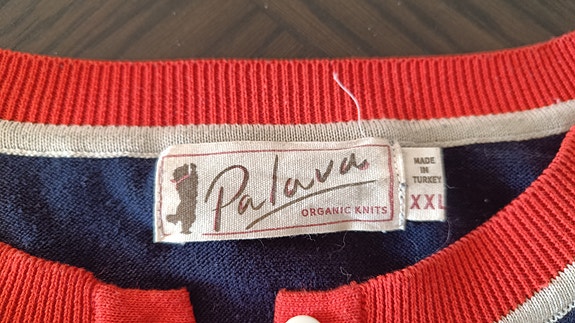 Palava
ORGANIC KNITS
MADE
IN
TURKEY
XXL